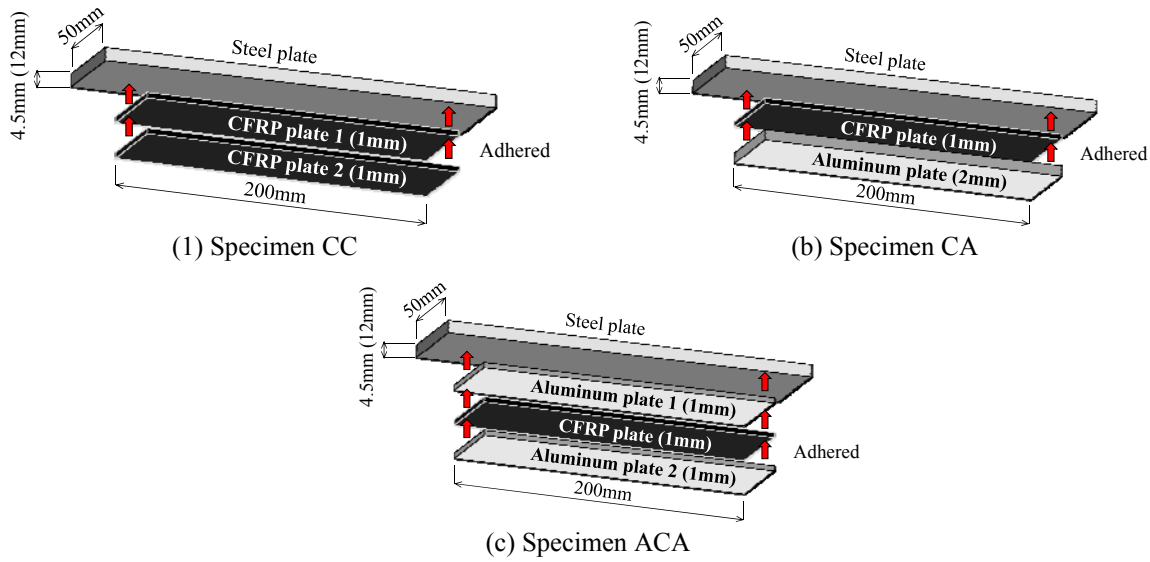 50mm
Steel plate
4.5mm (12mm)
CFRP plate 1 (1mm)
CFRP plate 2 (1mm)
Adhered
200mm
(1) Specimen CC
50mm
Steel plate
4.5mm (12mm)
CFRP plate (1mm)
Aluminum plate (2mm)
Adhered
200mm
(b) Specimen CA
50mm
Steel plate
4.5mm (12mm)
Aluminum plate 1 (1mm)
CFRP plate (1mm)
Aluminum plate 2 (1mm)
Adhered
200mm
(c) Specimen ACA